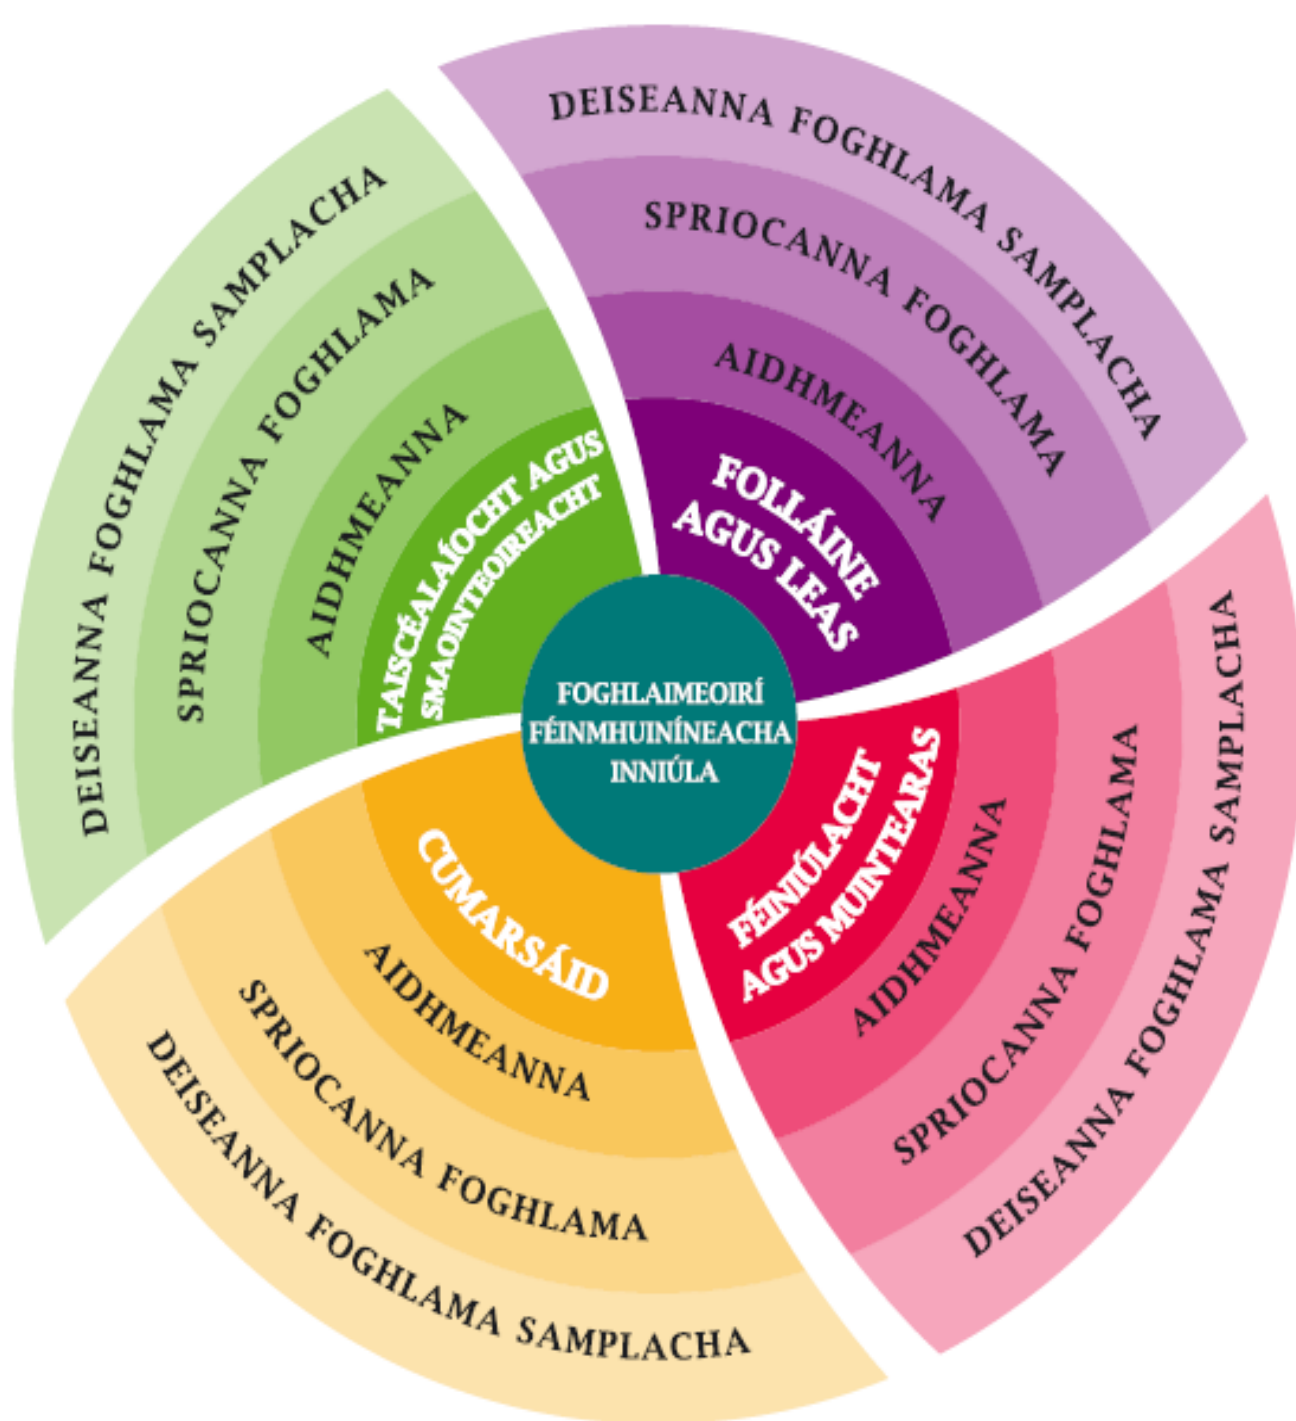 DEISEANNA FOGHLAMA SAMPLACHA
SPRIOCANNA FOGHLAMA
AIDHMEANNA
FOLLÁINE
AGUS LEAS
DEISEANNA FOGHLAMA SAMPLACHA
SPRIOCANNA FOGHLAMA
AIDHMEANNA
TAISCÉALAÍOCHT AGUS
SMAOINTEOIREACHT
FOGHLAIMEOIRÍ
FÉINMHUINÍNEACHA
INNIÚLA
FÉINIÚLACHT
AGUS MUINTEARAS
AIDHMEANNA
SPRIOCANNA FOGHLAMA
DEISEANNA FOGHLAMA SAMPLACHA
CUMARSÁID
AIDHMEANNA
SPRIOCANNA FOGHLAMA
DEISEANNA FOGHLAMA SAMPLACHA